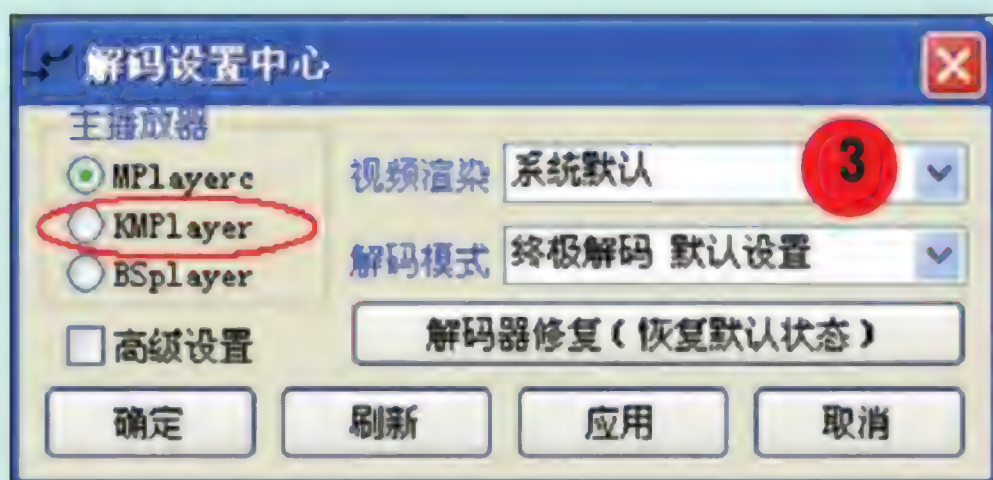 解码设置中心
主播放器
MPlayerc
KMPlayer
BSplayer
视频渲染 系统默认
3
解码模式 终极解码 默认设置
高级设置
解码器修复(恢复默认状态)
确定 刷新 应用 取消